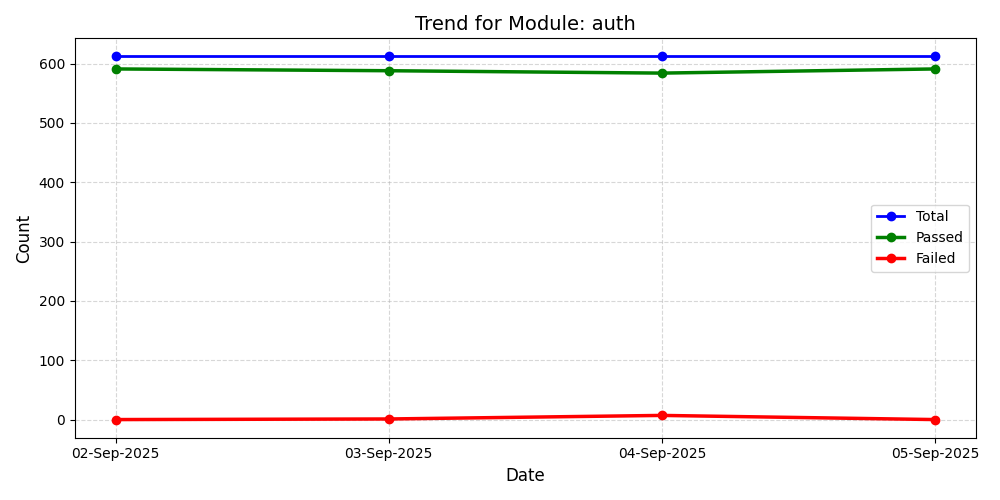 Trend for Module: auth
600
500
400
300
200
100
0
Count
Total
Passed
Failed
02-Sep-2025 03-Sep-2025 04-Sep-2025 05-Sep-2025
Date